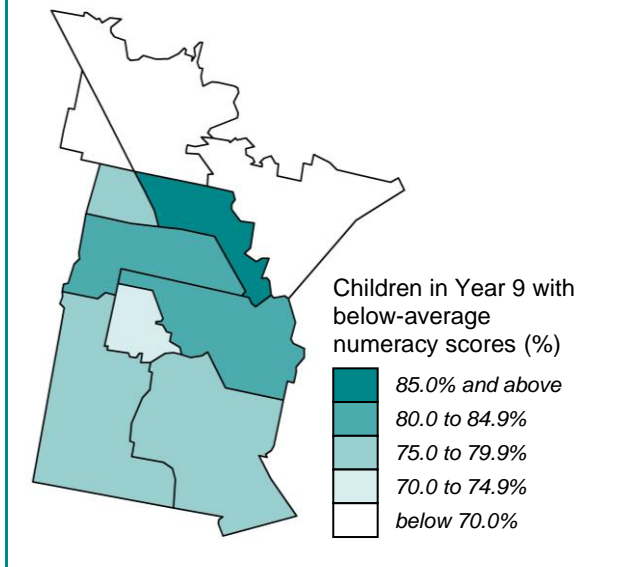 Children in Year 9 with
below-average
numeracy scores (%)
85.0% and above
80.0 to 84.9%
75.0 to 79.9%
70.0 to 74.9%
below 70.0%